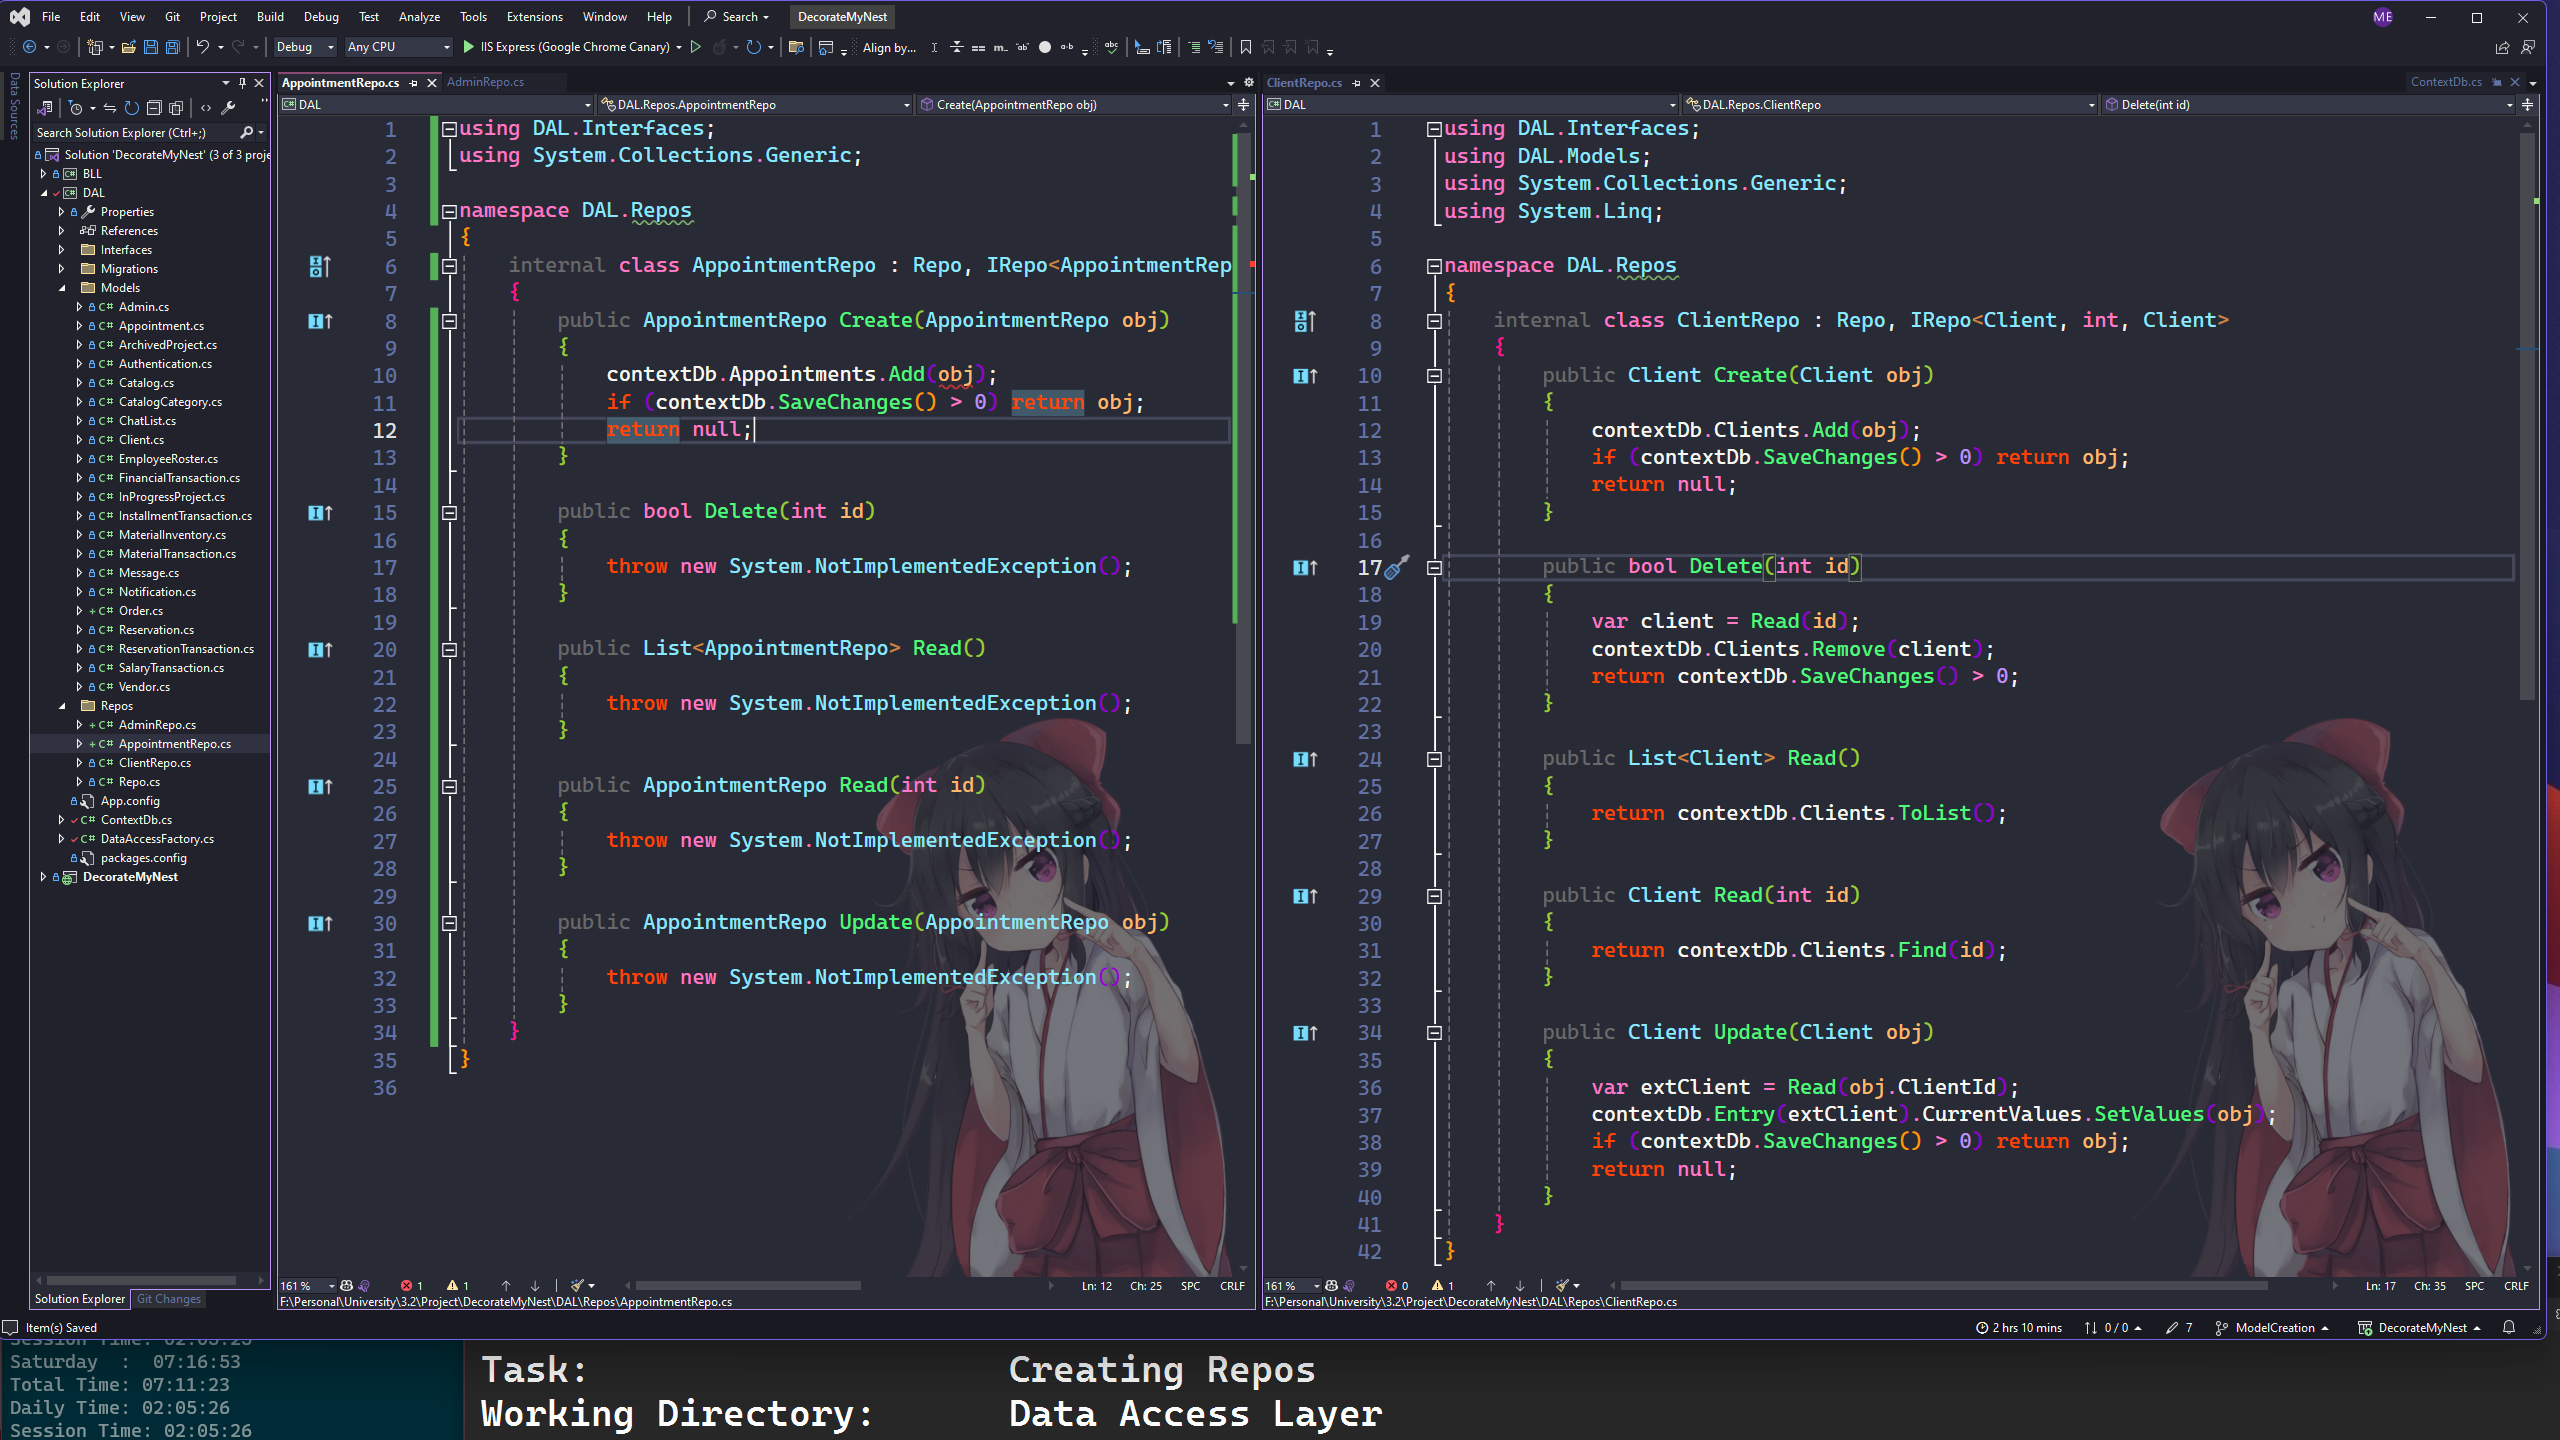 File Edit View Git Project Build Debug Test Analyze Tools Extensions Window Help Search DecorateMyNest ME
Debug Any CPU IIS Express (Google Chrome Canary) Align by...
Data Sources
Solution Explorer
Search Solution Explorer (Ctrl+;)
Solution 'DecorateMyNest' (3 of 3 proje
BLL
DAL
Properties
References
Interfaces
Migrations
Models
C# Admin.cs
C# Appointment.cs
C# ArchivedProject.cs
C# Authentication.cs
C# Catalog.cs
C# CatalogCategory.cs
C# ChatList.cs
C# Client.cs
C# EmployeeRoster.cs
C# FinancialTransaction.cs
C# InProgressProject.cs
C# InstallmentTransaction.cs
C# MaterialInventory.cs
C# MaterialTransaction.cs
C# Message.cs
C# Notification.cs
+ C# Order.cs
C# Reservation.cs
C# ReservationTransaction.cs
C# SalaryTransaction.cs
C# Vendor.cs
Repos
+ C# AdminRepo.cs
+ C# AppointmentRepo.cs
C# ClientRepo.cs
C# Repo.cs
App.config
C# ContextDb.cs
C# DataAccessFactory.cs
packages.config
DecorateMyNest
Solution Explorer Git Changes
AppointmentRepo.cs AdminRepo.cs
DAL DAL.Repos.AppointmentRepo Create(AppointmentRepo obj)
1 using DAL.Interfaces;
2 using System.Collections.Generic;
3
4 namespace DAL.Repos
5 {
6 internal class AppointmentRepo : Repo, IRepo<AppointmentRep
7 {
8 public AppointmentRepo Create(AppointmentRepo obj)
9 {
10 contextDb.Appointments.Add(obj);
11 if (contextDb.SaveChanges() > 0) return obj;
12 return null;
13 }
14
15 public bool Delete(int id)
16 {
17 throw new System.NotImplementedException();
18 }
19
20 public List<AppointmentRepo> Read()
21 {
22 throw new System.NotImplementedException();
23 }
24
25 public AppointmentRepo Read(int id)
26 {
27 throw new System.NotImplementedException();
28 }
29
30 public AppointmentRepo Update(AppointmentRepo obj)
31 {
32 throw new System.NotImplementedException();
33 }
34 }
35 }
36
161 % 1 1 Ln: 12 Ch: 25 SPC CRLF
F:\Personal\University\3.2\Project\DecorateMyNest\DAL\Repos\AppointmentRepo.cs
ClientRepo.cs ContextDb.cs
DAL DAL.Repos.ClientRepo Delete(int id)
1 using DAL.Interfaces;
2 using DAL.Models;
3 using System.Collections.Generic;
4 using System.Linq;
5
6 namespace DAL.Repos
7 {
8 internal class ClientRepo : Repo, IRepo<Client, int, Client>
9 {
10 public Client Create(Client obj)
11 {
12 contextDb.Clients.Add(obj);
13 if (contextDb.SaveChanges() > 0) return obj;
14 return null;
15 }
16
17 public bool Delete(int id)
18 {
19 var client = Read(id);
20 contextDb.Clients.Remove(client);
21 return contextDb.SaveChanges() > 0;
22 }
23
24 public List<Client> Read()
25 {
26 return contextDb.Clients.ToList();
27 }
28
29 public Client Read(int id)
30 {
31 return contextDb.Clients.Find(id);
32 }
33
34 public Client Update(Client obj)
35 {
36 var extClient = Read(obj.ClientId);
37 contextDb.Entry(extClient).CurrentValues.SetValues(obj);
38 if (contextDb.SaveChanges() > 0) return obj;
39 return null;
40 }
41 }
42 }
161 % 0 1 Ln: 17 Ch: 35 SPC CRLF
F:\Personal\University\3.2\Project\DecorateMyNest\DAL\Repos\ClientRepo.cs
Item(s) Saved 2 hrs 10 mins 0 / 0 7 ModelCreation DecorateMyNest
Saturday : 07:16:53
Total Time: 07:11:23
Daily Time: 02:05:26
Session Time: 02:05:26
Task: Creating Repos
Working Directory: Data Access Layer